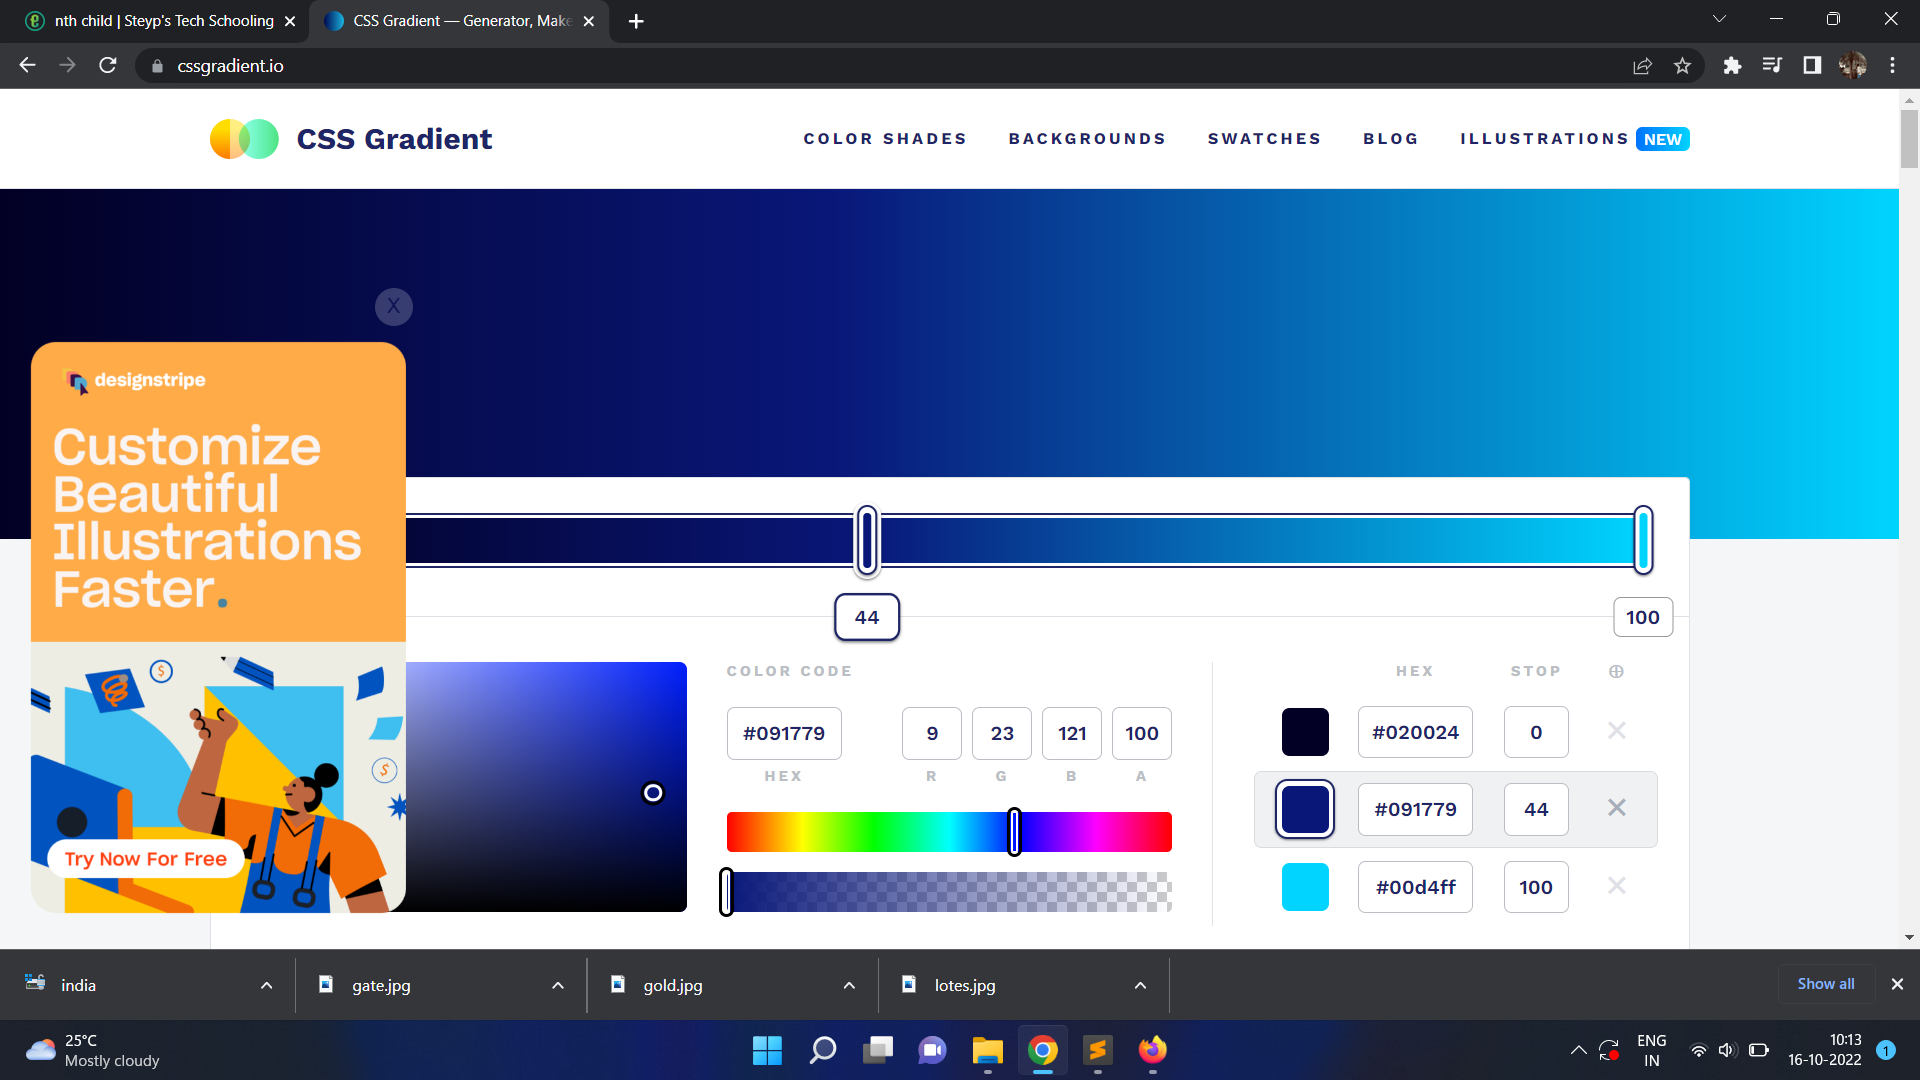 nth child | Steyp's Tech Schooling
CSS Gradient — Generator, Make
cssgradient.io
CSS Gradient
COLOR SHADES
BACKGROUNDS
SWATCHES
BLOG
ILLUSTRATIONS NEW
X
designstripe
Customize
Beautiful
Illustrations
Faster.
Try Now For Free
44
100
COLOR CODE
#091779 9 23 121 100
HEX R G B A
HEX STOP
#020024 0
#091779 44
#00d4ff 100
india
gate.jpg
gold.jpg
lotes.jpg
Show all
25°C
Mostly cloudy
ENG
IN
10:13
16-10-2022
1